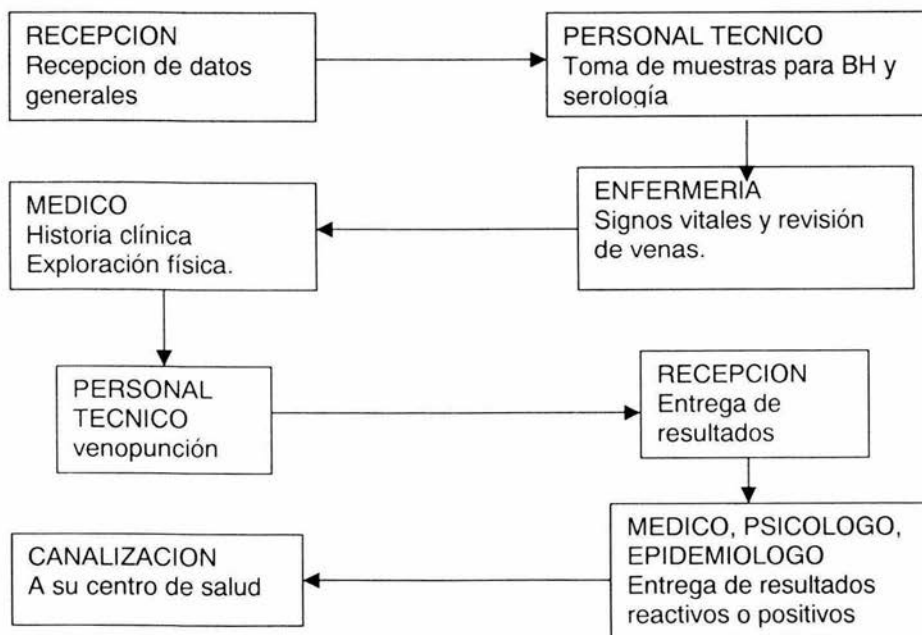 RECEPCION
Recepcion de datos
generales
PERSONAL TECNICO
Toma de muestras para BH y
serología
ENFERMERIA
Signos vitales y revisión
de venas.
MEDICO
Historia clínica
Exploración física.
PERSONAL
TECNICO
venopunción
RECEPCION
Entrega de
resultados
MEDICO, PSICOLOGO,
EPIDEMIOLOGO
Entrega de resultados
reactivos o positivos
CANALIZACION
A su centro de salud